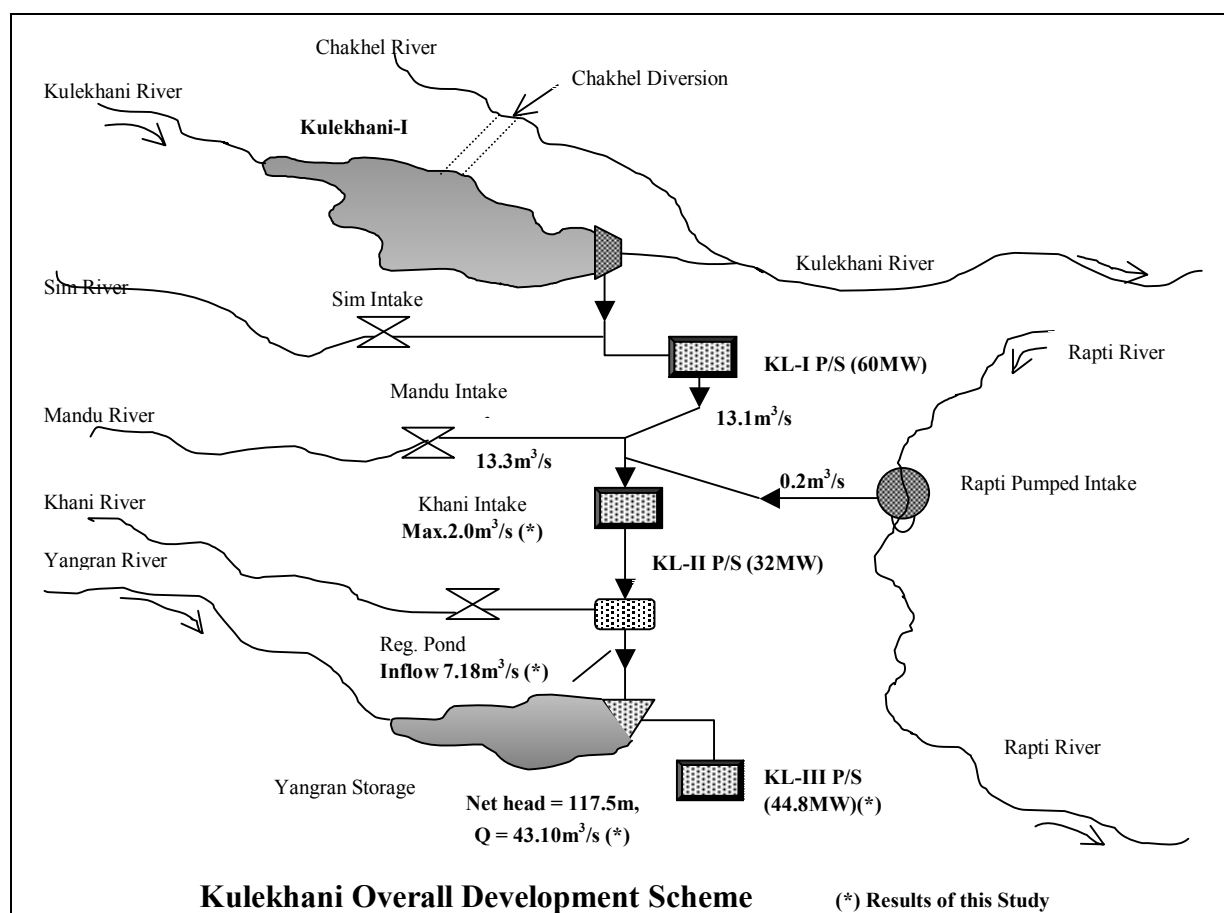 Chakhel River
Chakhel Diversion
Kulekhani River
Kulekhani-I
Kulekhani River
Sim River
Sim Intake
Rapti River
KL-I P/S (60MW)
Mandu Intake
Mandu River
13.1m³/s
13.3m³/s
0.2m³/s
Rapti Pumped Intake
Khani River
Khani Intake
Max.2.0m³/s (*)
Yangran River
KL-II P/S (32MW)
Reg. Pond
Inflow 7.18m³/s (*)
Rapti River
Yangran Storage
KL-III P/S
(44.8MW)(*)
Net head = 117.5m,
Q = 43.10m³/s (*)
Kulekhani Overall Development Scheme
(*) Results of this Study